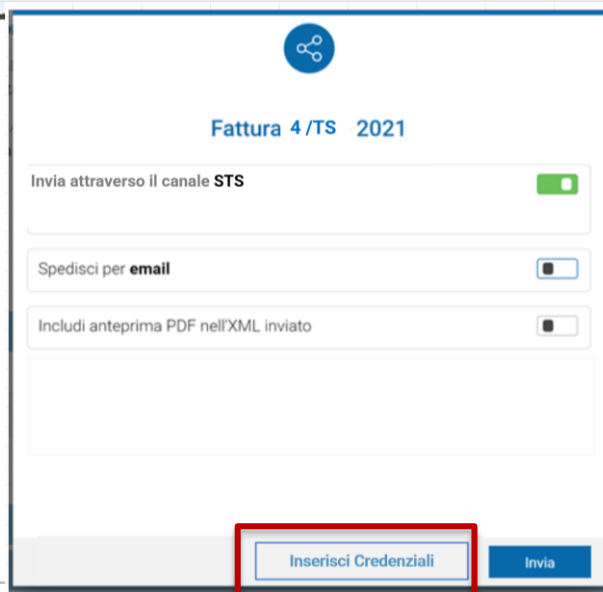 Fattura 4 /TS 2021
Invia attraverso il canale STS
Spedisci per email
Includi anteprima PDF nell'XML inviato
Inserisci Credenziali
Invia